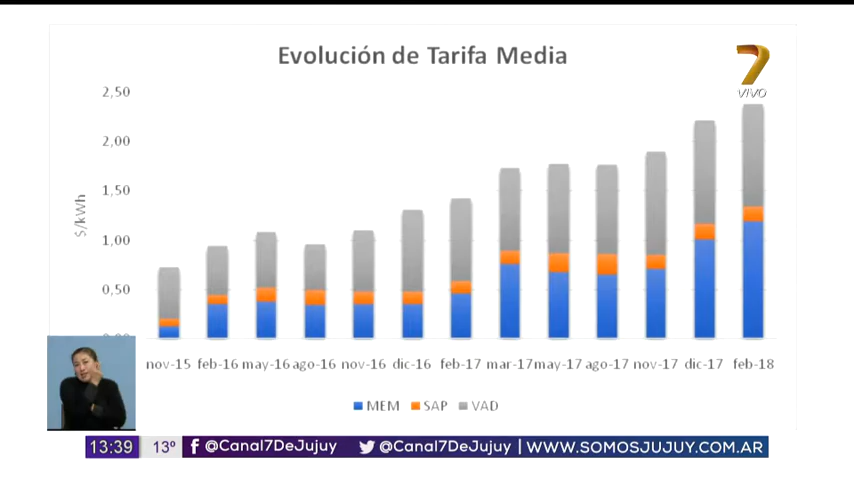 Evolución de Tarifa Media
7
VIVO
2,50
2,00
1,50
1,00
0,50
$/kWh
nov-15 feb-16 may-16 ago-16 nov-16 dic-16 feb-17 mar-17 may-17 ago-17 nov-17 dic-17 feb-18
MEM SAP VAD
13:39 13º f @Canal7DeJujuy @Canal7DeJujuy | WWW.SOMOSJUJUY.COM.AR